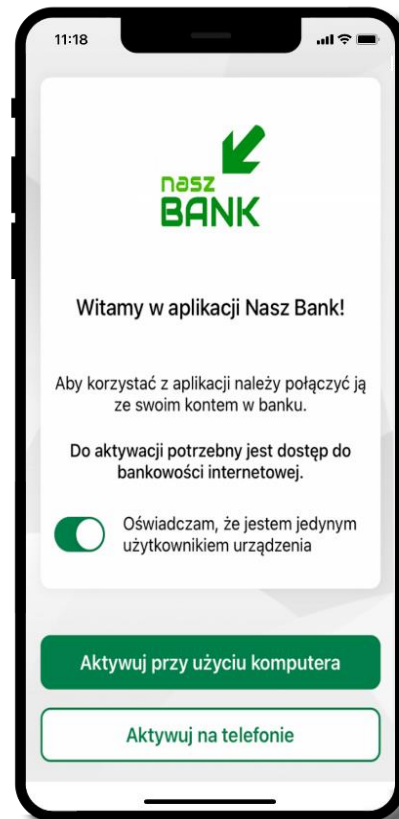 11:18
nasz
BANK
Witamy w aplikacji Nasz Bank!
Aby korzystać z aplikacji należy połączyć ją
ze swoim kontem w banku.
Do aktywacji potrzebny jest dostęp do
bankowości internetowej.
Oświadczam, że jestem jedynym
użytkownikiem urządzenia
Aktywuj przy użyciu komputera
Aktywuj na telefonie